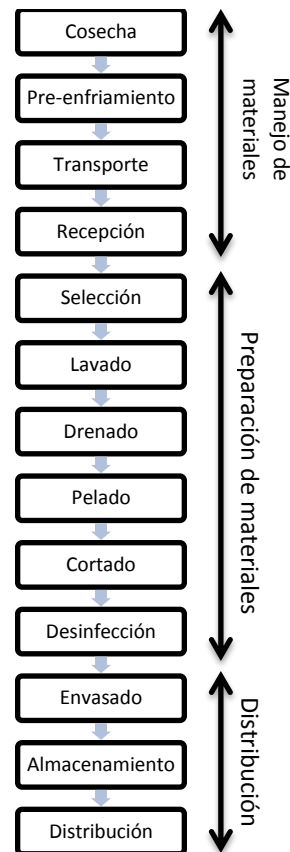 Cosecha
Pre-enfriamiento
Transporte
Recepción
Selección
Lavado
Drenado
Pelado
Cortado
Desinfección
Envasado
Almacenamiento
Distribución
Manejo de
materiales
Preparación de materiales
Distribución